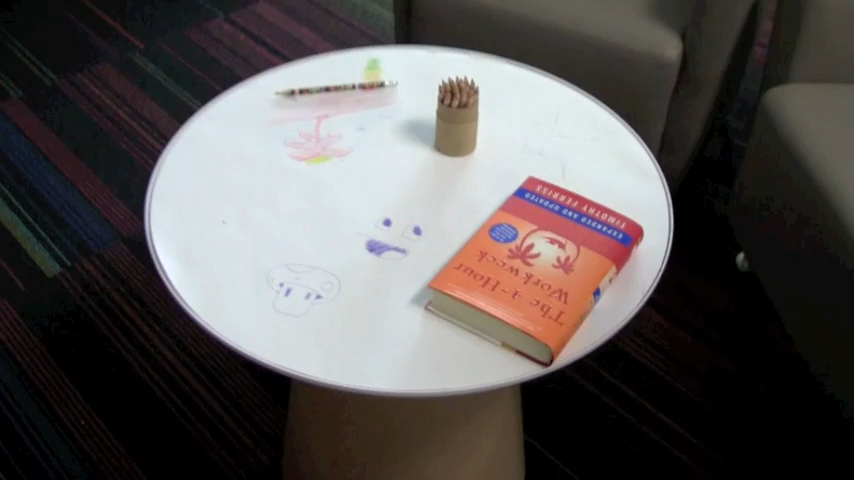 The 4-Hour
Workweek
EXPANDED AND UPDATED
TIMOTHY FERRISS